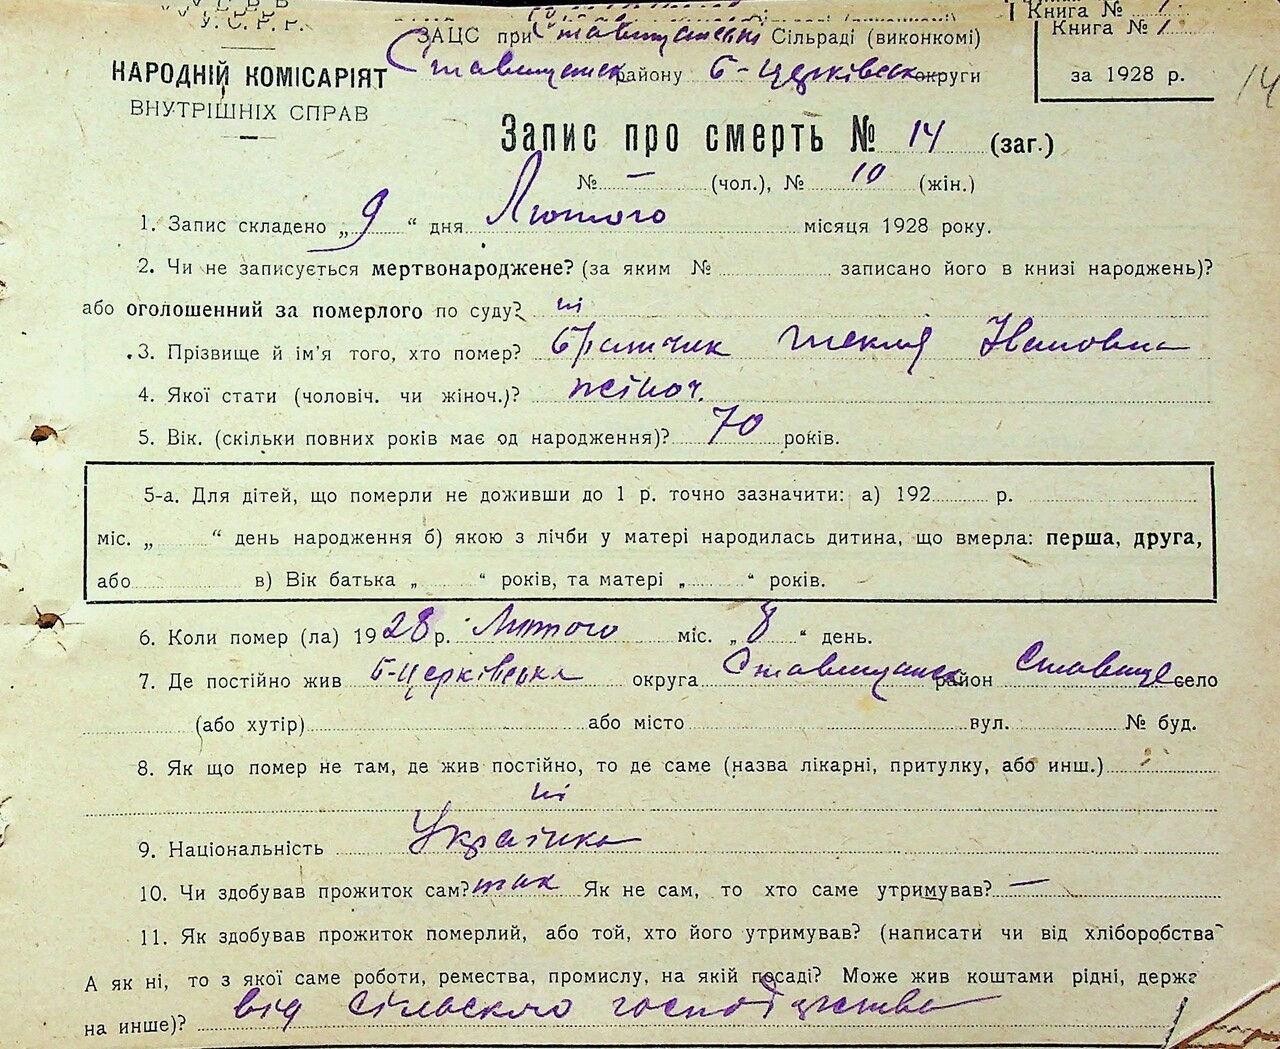 У.С.Р.Р.
НАРОДНІЙ КОМІСАРІЯТ
ВНУТРІШНІХ СПРАВ
ЗАЦС при Ставищанські Сільраді (виконкомі)
Ставищанск району Б-Церківськ округи
Книга №
Книга № 1
за 1928 р.
14
Запис про смерть № 14 (заг.)
№ — (чол.), № 10 (жін.)
1. Запис складено „ 9 “ дня Лютого місяця 1928 року.
2. Чи не записується мертвонароджене? (за яким № записано його в книзі народжень)?
або оголошенний за померлого по суду? ні
3. Прізвище й ім'я того, хто помер? Братчик Текля Івановна
4. Якої стати (чоловіч. чи жіноч.)? жіноч.
5. Вік. (скільки повних років має од народження)? 70 років.
5-а. Для дітей, що померли не доживши до 1 р. точно зазначити: а) 192 р.
міс. „ “ день народження б) якою з лічби у матері народилась дитина, що вмерла: перша, друга,
або в) Вік батька „ “ років, та матері „ “ років.
6. Коли помер (ла) 1928 р. Лютого міс. „ 8 “ день.
7. Де постійно жив Б-Церківська округа Ставищанск район Ставище село
(або хутір) або місто вул. № буд.
8. Як що помер не там, де жив постійно, то де саме (назва лікарні, притулку, або инш.)
ні
9. Національність Українка
10. Чи здобував прожиток сам? так Як не сам, то хто саме утримував? —
11. Як здобував прожиток померлий, або той, хто його утримував? (написати чи від хліборобства
А як ні, то з якої саме роботи, ремества, промислу, на якій посаді? Може жив коштами рідні, держ
на инше)? від сільского господарства